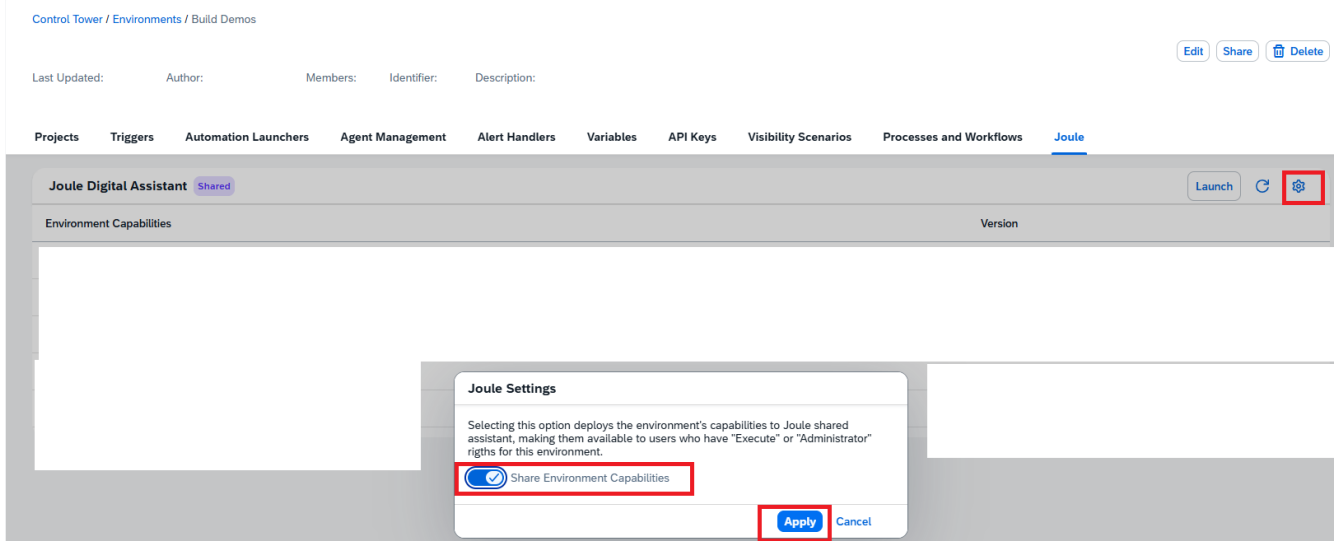 Control Tower / Environments / Build Demos
Edit Share Delete
Last Updated: Author: Members: Identifier: Description:
Projects Triggers Automation Launchers Agent Management Alert Handlers Variables API Keys Visibility Scenarios Processes and Workflows Joule
Joule Digital Assistant Shared Launch
Environment Capabilities Version
Joule Settings
Selecting this option deploys the environment's capabilities to Joule shared
assistant, making them available to users who have "Execute" or "Administrator"
rigths for this environment.
Share Environment Capabilities
Apply Cancel